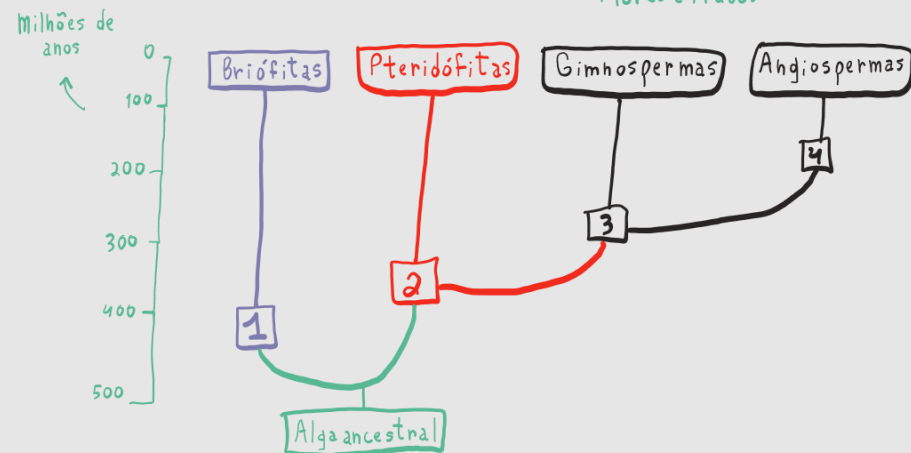 Milhões de
anos
0
100
200
300
400
500
Briófitas
Pteridófitas
Gimnospermas
Angiospermas
1
2
3
4
Alga ancestral